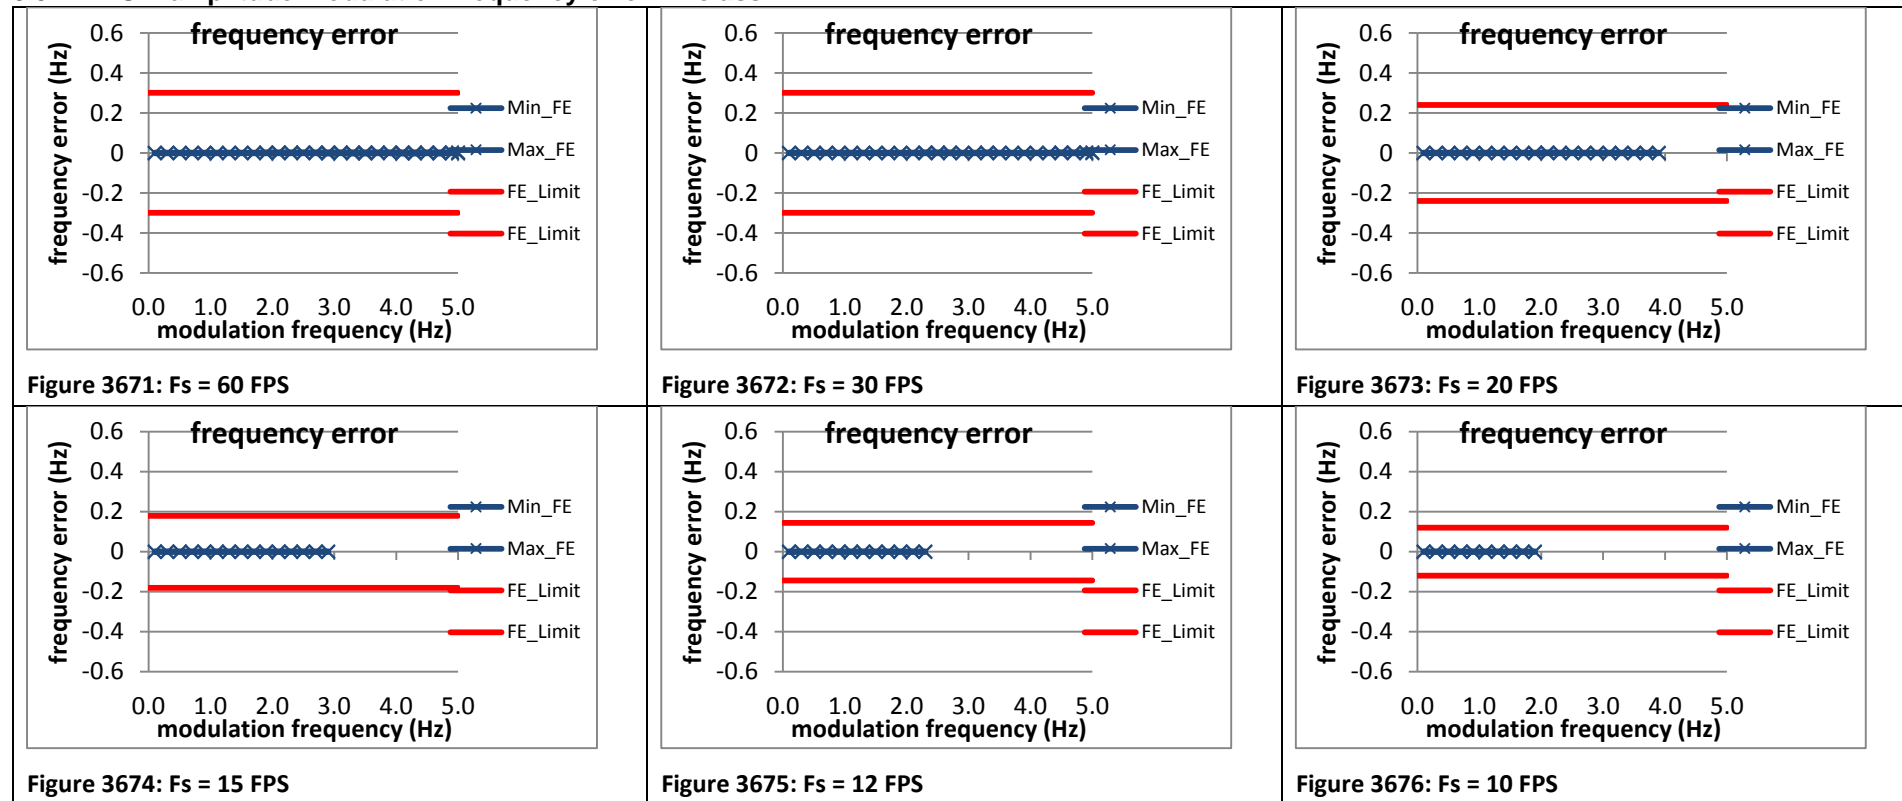 frequency error
frequency error (Hz)
0.6
0.4
0.2
0
-0.2
-0.4
-0.6
0.0 1.0 2.0 3.0 4.0 5.0
modulation frequency (Hz)
Min_FE
Max_FE
FE_Limit
FE_Limit
Figure 3671: Fs = 60 FPS
frequency error
frequency error (Hz)
0.6
0.4
0.2
0
-0.2
-0.4
-0.6
0.0 1.0 2.0 3.0 4.0 5.0
modulation frequency (Hz)
Min_FE
Max_FE
FE_Limit
FE_Limit
Figure 3672: Fs = 30 FPS
frequency error
frequency error (Hz)
0.6
0.4
0.2
0
-0.2
-0.4
-0.6
0.0 1.0 2.0 3.0 4.0 5.0
modulation frequency (Hz)
Min_FE
Max_FE
FE_Limit
FE_Limit
Figure 3673: Fs = 20 FPS
frequency error
frequency error (Hz)
0.6
0.4
0.2
0
-0.2
-0.4
-0.6
0.0 1.0 2.0 3.0 4.0 5.0
modulation frequency (Hz)
Min_FE
Max_FE
FE_Limit
FE_Limit
Figure 3674: Fs = 15 FPS
frequency error
frequency error (Hz)
0.6
0.4
0.2
0
-0.2
-0.4
-0.6
0.0 1.0 2.0 3.0 4.0 5.0
modulation frequency (Hz)
Min_FE
Max_FE
FE_Limit
FE_Limit
Figure 3675: Fs = 12 FPS
frequency error
frequency error (Hz)
0.6
0.4
0.2
0
-0.2
-0.4
-0.6
0.0 1.0 2.0 3.0 4.0 5.0
modulation frequency (Hz)
Min_FE
Max_FE
FE_Limit
FE_Limit
Figure 3676: Fs = 10 FPS